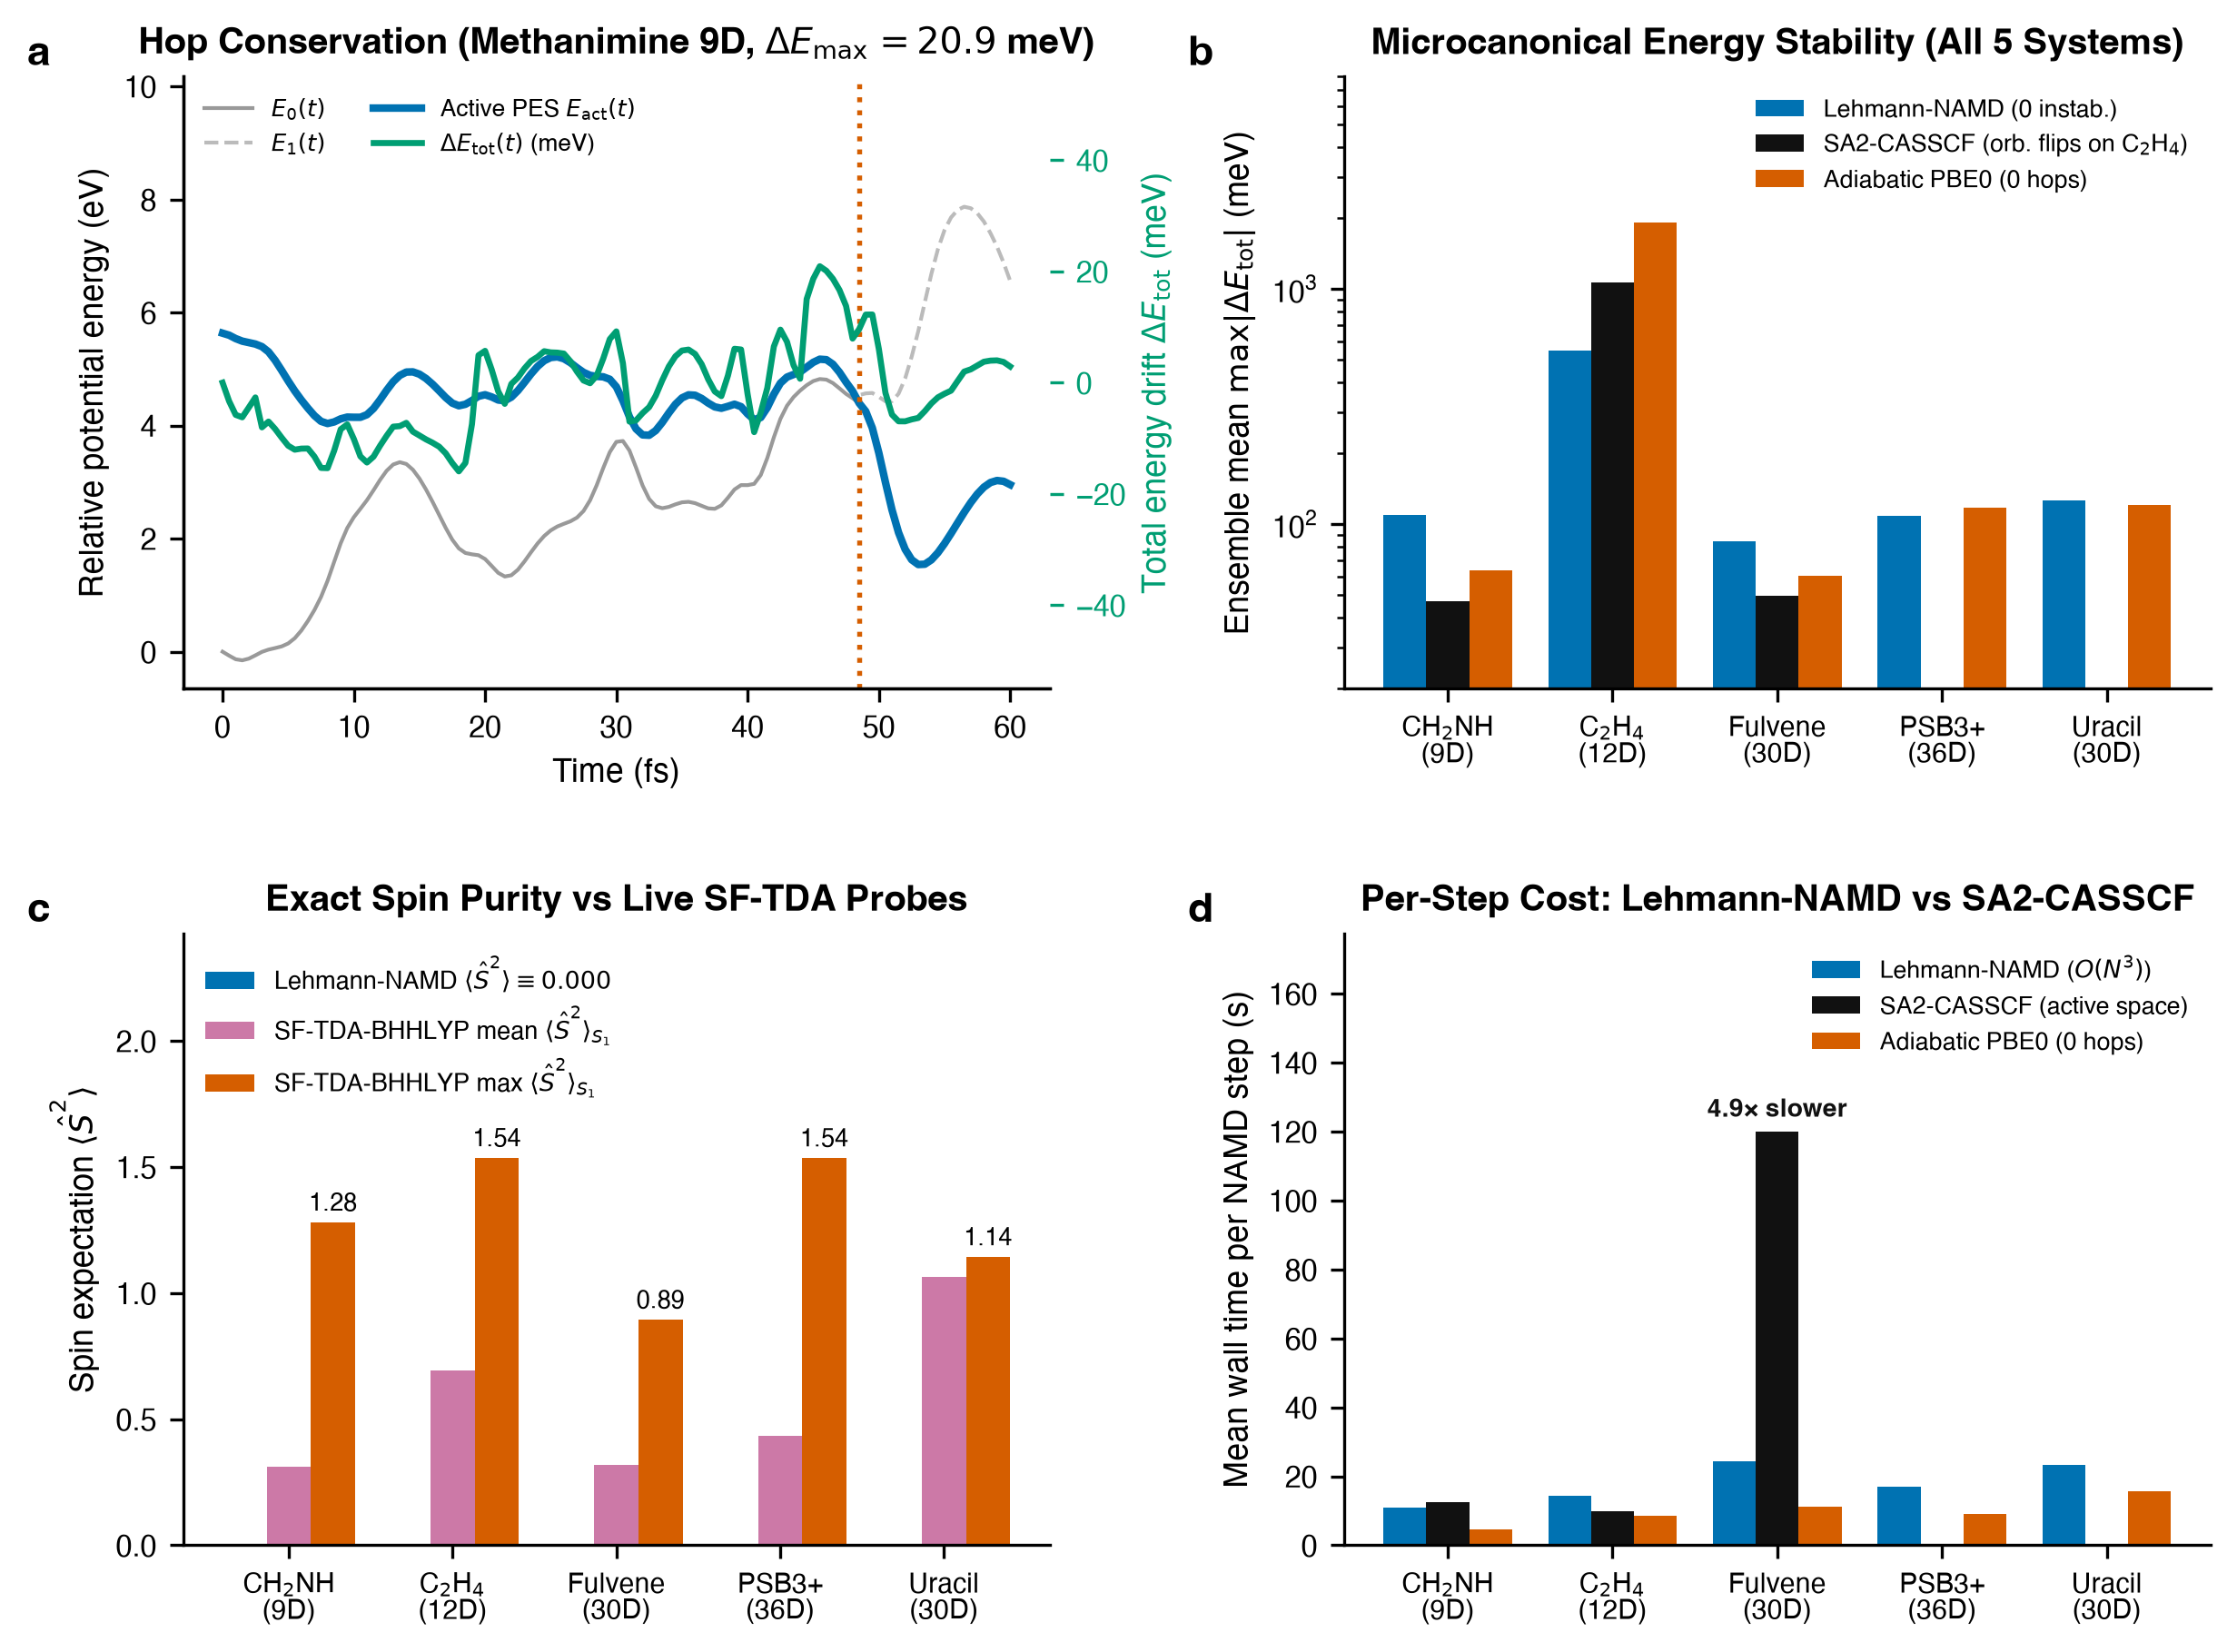 a
Hop Conservation (Methanimine 9D, ΔE_max = 20.9 meV)
E₀(t)
E₁(t)
Active PES E_act(t)
ΔE_tot(t) (meV)
Relative potential energy (eV)
10
8
6
4
2
0
40
20
0
−20
−40
Total energy drift ΔE_tot (meV)
0 10 20 30 40 50 60
Time (fs)
b
Microcanonical Energy Stability (All 5 Systems)
Lehmann-NAMD (0 instab.)
SA2-CASSCF (orb. flips on C₂H₄)
Adiabatic PBE0 (0 hops)
Ensemble mean max|ΔE_tot| (meV)
10³
10²
CH₂NH C₂H₄ Fulvene PSB3+ Uracil
(9D) (12D) (30D) (36D) (30D)
c
Exact Spin Purity vs Live SF-TDA Probes
Lehmann-NAMD ⟨Ŝ²⟩ ≡ 0.000
SF-TDA-BHHLYP mean ⟨Ŝ²⟩_S₁
SF-TDA-BHHLYP max ⟨Ŝ²⟩_S₁
Spin expectation ⟨Ŝ²⟩
2.0
1.5
1.0
0.5
0.0
1.28
1.54
0.89
1.54
1.14
CH₂NH C₂H₄ Fulvene PSB3+ Uracil
(9D) (12D) (30D) (36D) (30D)
d
Per-Step Cost: Lehmann-NAMD vs SA2-CASSCF
Lehmann-NAMD (O(N³))
SA2-CASSCF (active space)
Adiabatic PBE0 (0 hops)
Mean wall time per NAMD step (s)
160
140
120
100
80
60
40
20
0
4.9× slower
CH₂NH C₂H₄ Fulvene PSB3+ Uracil
(9D) (12D) (30D) (36D) (30D)